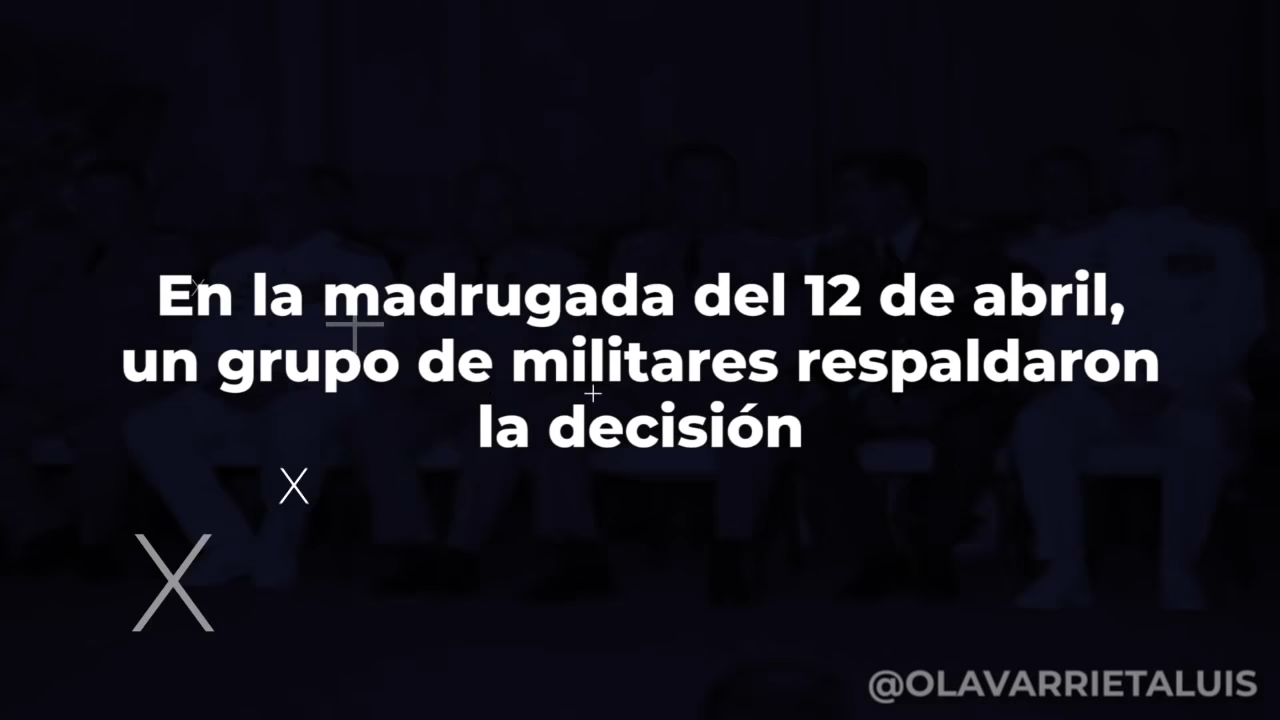 En la madrugada del 12 de abril,
un grupo de militares respaldaron
la decisión
@OLAVARRIETALUIS